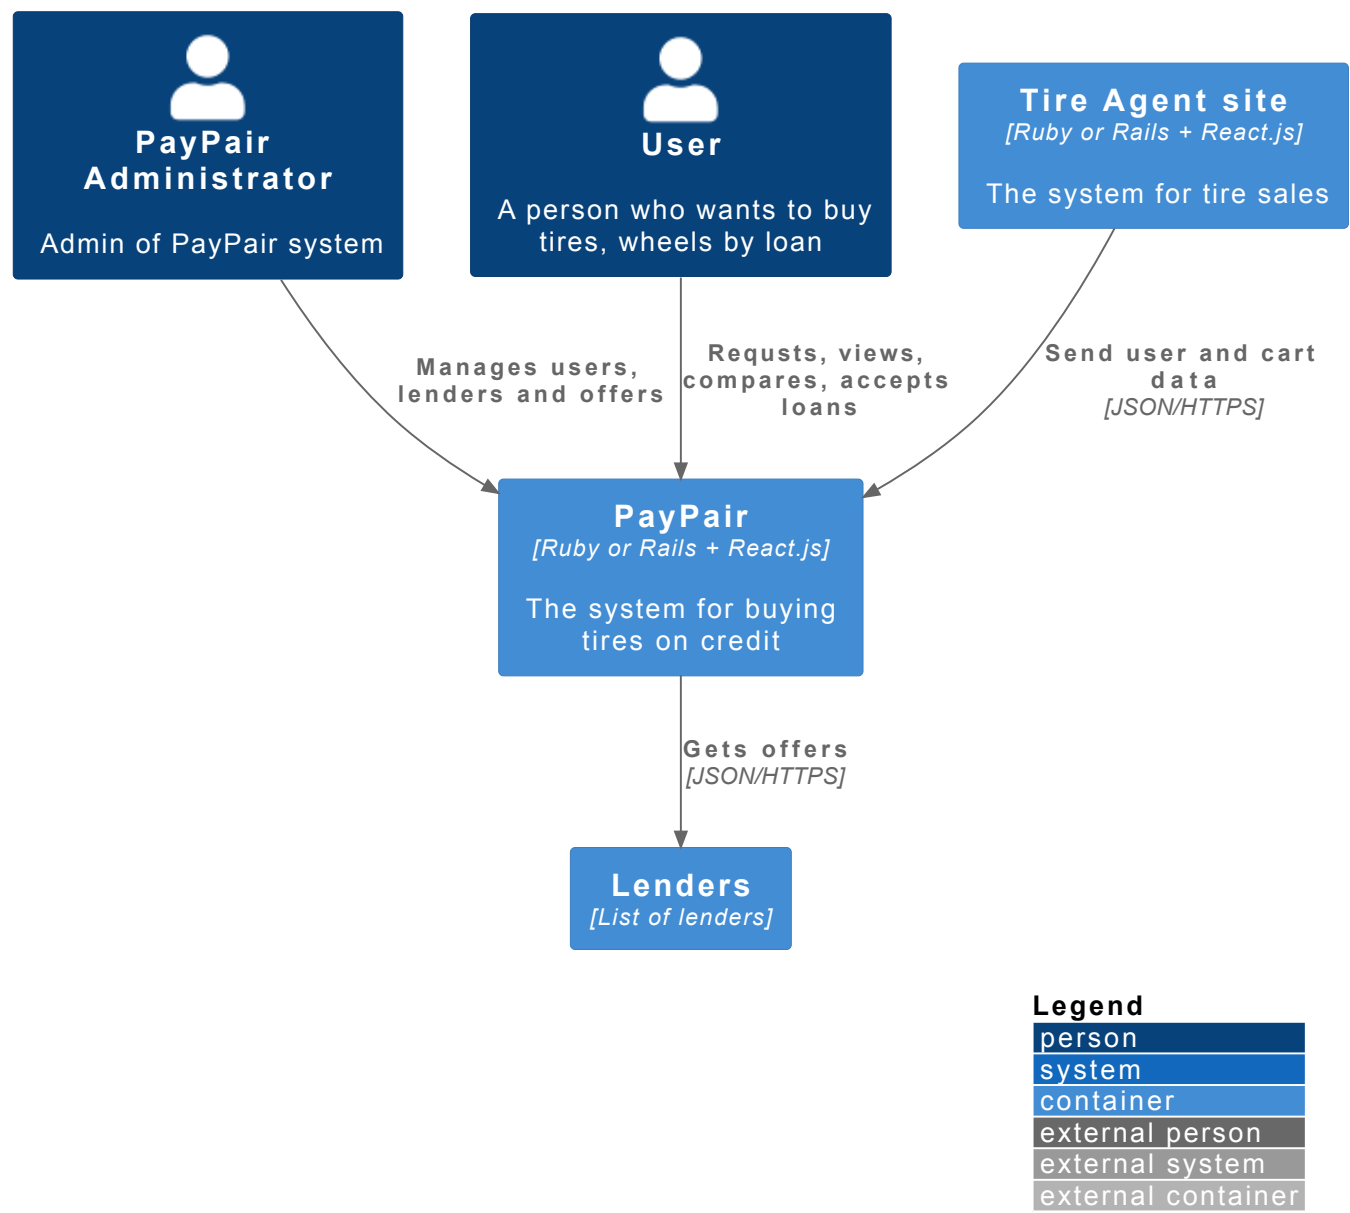 PayPair
Administrator
Admin of PayPair system
User
A person who wants to buy
tires, wheels by loan
Tire Agent site
[Ruby or Rails + React.js]
The system for tire sales
Manages users,
lenders and offers
Requsts, views,
compares, accepts
loans
Send user and cart
data
[JSON/HTTPS]
PayPair
[Ruby or Rails + React.js]
The system for buying
tires on credit
Gets offers
[JSON/HTTPS]
Lenders
[List of lenders]
Legend
person
system
container
external person
external system
external container